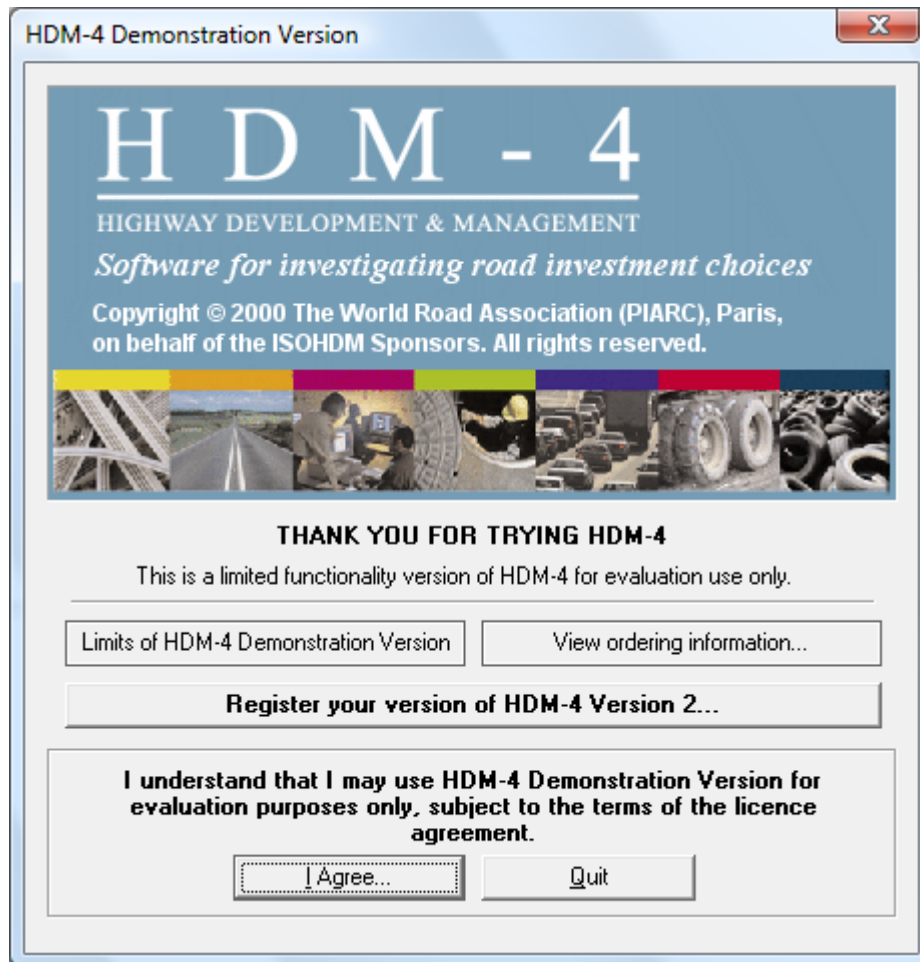 HDM-4 Demonstration Version
H D M - 4
HIGHWAY DEVELOPMENT & MANAGEMENT
Software for investigating road investment choices
Copyright © 2000 The World Road Association (PIARC), Paris,
on behalf of the ISOHDM Sponsors. All rights reserved.
THANK YOU FOR TRYING HDM-4
This is a limited functionality version of HDM-4 for evaluation use only.
Limits of HDM-4 Demonstration Version
View ordering information...
Register your version of HDM-4 Version 2...
I understand that I may use HDM-4 Demonstration Version for
evaluation purposes only, subject to the terms of the licence
agreement.
I Agree...
Quit